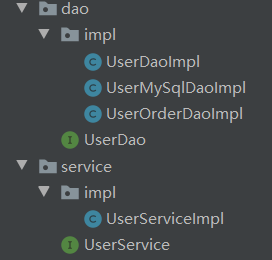 dao
impl
UserDaoImpl
UserMySqlDaoImpl
UserOrderDaoImpl
UserDao
service
impl
UserServiceImpl
UserService